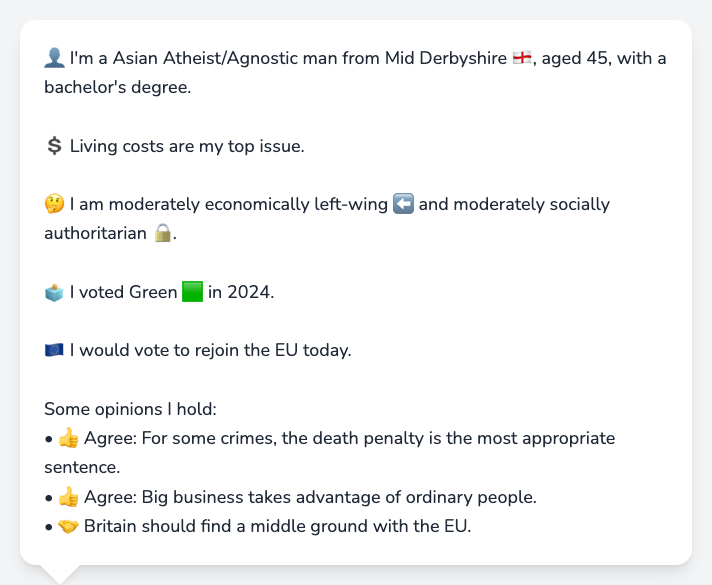 👤 I'm a Asian Atheist/Agnostic man from Mid Derbyshire 🏴󠁧󠁢󠁥󠁮󠁧󠁿, aged 45, with a
bachelor's degree.
💲 Living costs are my top issue.
🤔 I am moderately economically left-wing ⬅️ and moderately socially
authoritarian 🔒.
🗳️ I voted Green 🟩 in 2024.
🇪🇺 I would vote to rejoin the EU today.
Some opinions I hold:
• 👍 Agree: For some crimes, the death penalty is the most appropriate
sentence.
• 👍 Agree: Big business takes advantage of ordinary people.
• 🤝 Britain should find a middle ground with the EU.